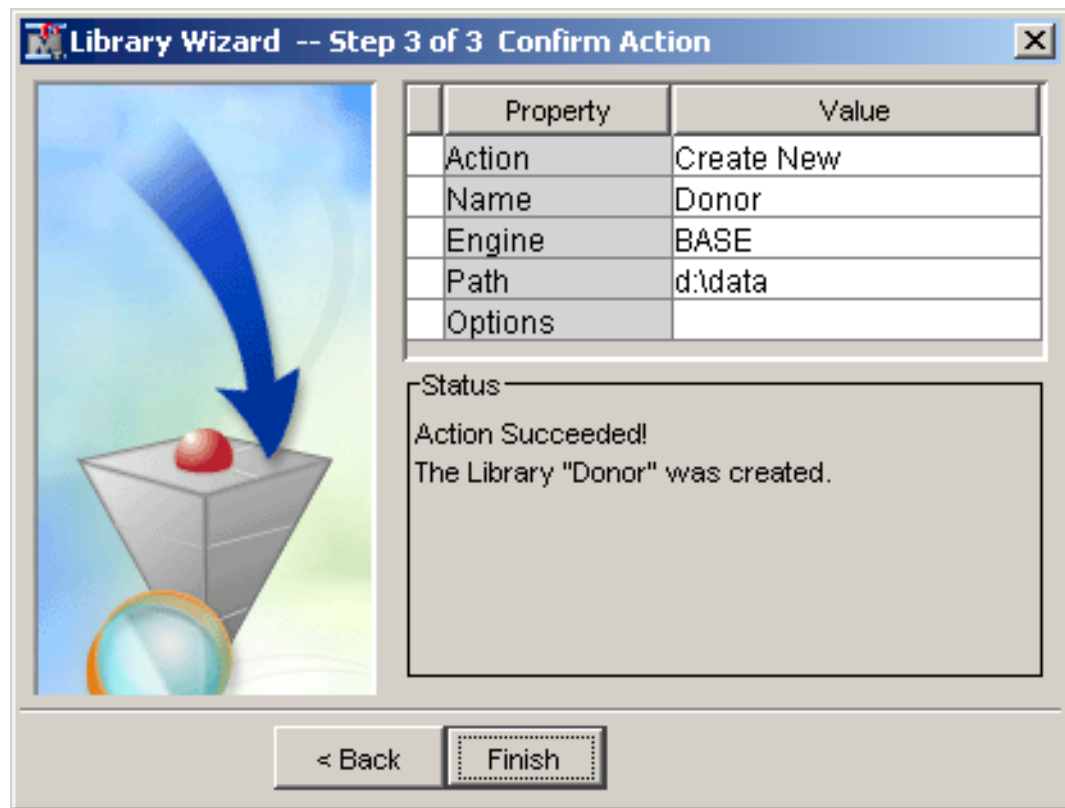 Library Wizard -- Step 3 of 3 Confirm Action
Property Value
Action Create New
Name Donor
Engine BASE
Path d:\data
Options
Status
Action Succeeded!
The Library "Donor" was created.
< Back Finish